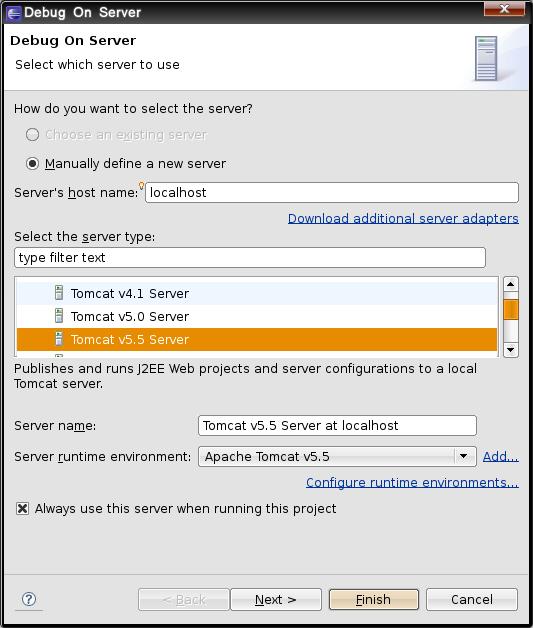 Debug On Server
Debug On Server
Select which server to use
How do you want to select the server?
Choose an existing server
Manually define a new server
Server's host name: localhost
Download additional server adapters
Select the server type:
type filter text
Tomcat v4.1 Server
Tomcat v5.0 Server
Tomcat v5.5 Server
Publishes and runs J2EE Web projects and server configurations to a local
Tomcat server.
Server name: Tomcat v5.5 Server at localhost
Server runtime environment: Apache Tomcat v5.5 Add...
Configure runtime environments...
Always use this server when running this project
? < Back Next > Finish Cancel